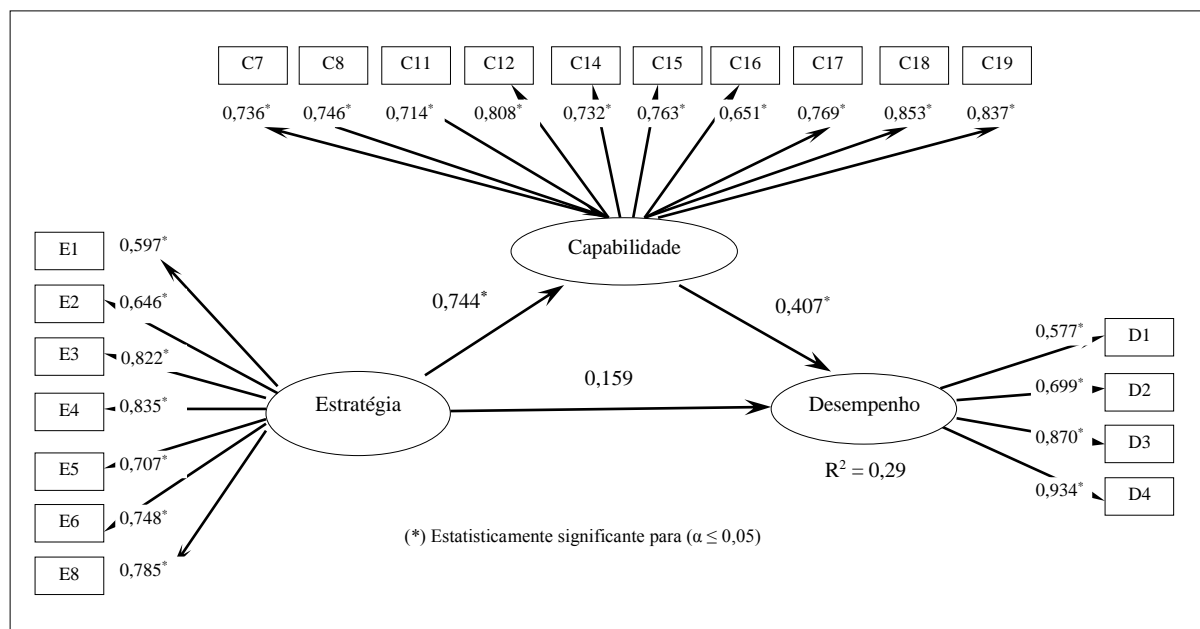 C7 C8 C11 C12 C14 C15 C16 C17 C18 C19
0,736* 0,746* 0,714* 0,808* 0,732* 0,763* 0,651* 0,769* 0,853* 0,837*
Capabilidade
E1 0,597*
E2 0,646*
E3 0,822*
E4 0,835*
E5 0,707*
E6 0,748*
E8 0,785*
0,744*
0,407*
Estratégia
0,159
Desempenho
R² = 0,29
0,577* D1
0,699* D2
0,870* D3
0,934* D4
(*) Estatisticamente significante para (α ≤ 0,05)